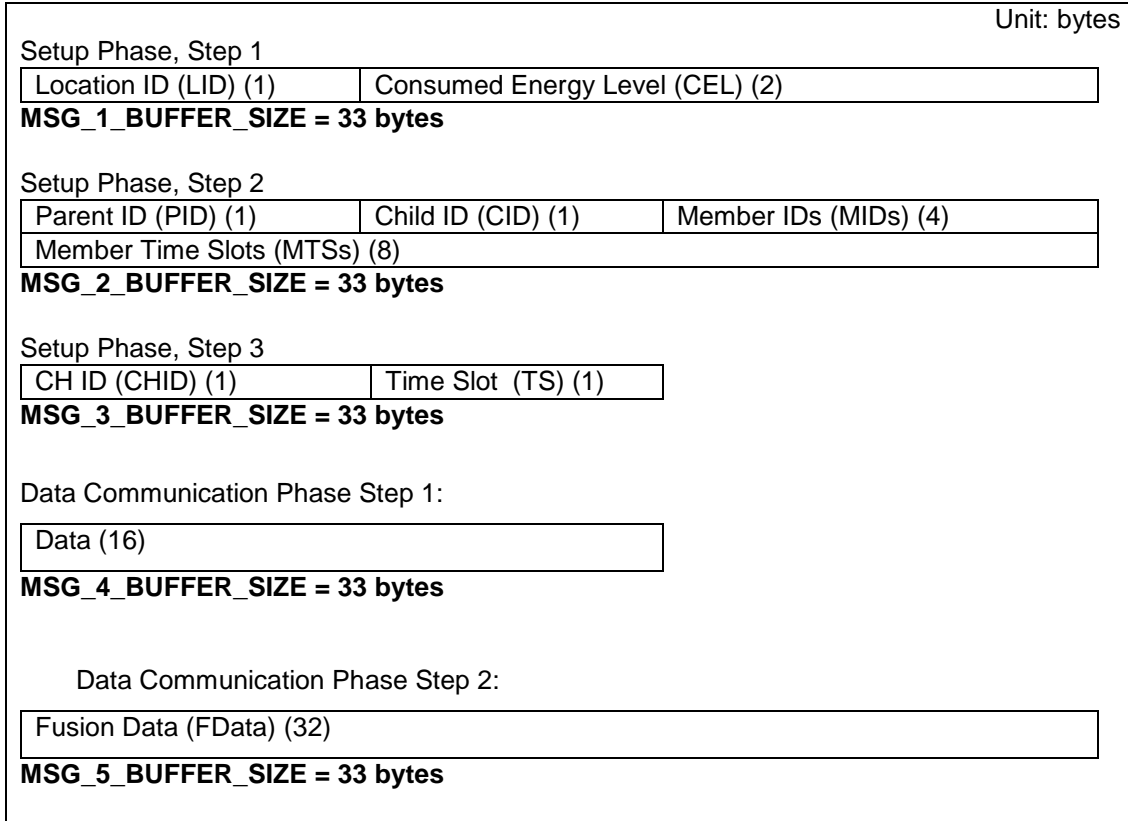 Unit: bytes
Setup Phase, Step 1
Location ID (LID) (1) Consumed Energy Level (CEL) (2)
MSG_1_BUFFER_SIZE = 33 bytes
Setup Phase, Step 2
Parent ID (PID) (1) Child ID (CID) (1) Member IDs (MIDs) (4)
Member Time Slots (MTSs) (8)
MSG_2_BUFFER_SIZE = 33 bytes
Setup Phase, Step 3
CH ID (CHID) (1) Time Slot (TS) (1)
MSG_3_BUFFER_SIZE = 33 bytes
Data Communication Phase Step 1:
Data (16)
MSG_4_BUFFER_SIZE = 33 bytes
Data Communication Phase Step 2:
Fusion Data (FData) (32)
MSG_5_BUFFER_SIZE = 33 bytes